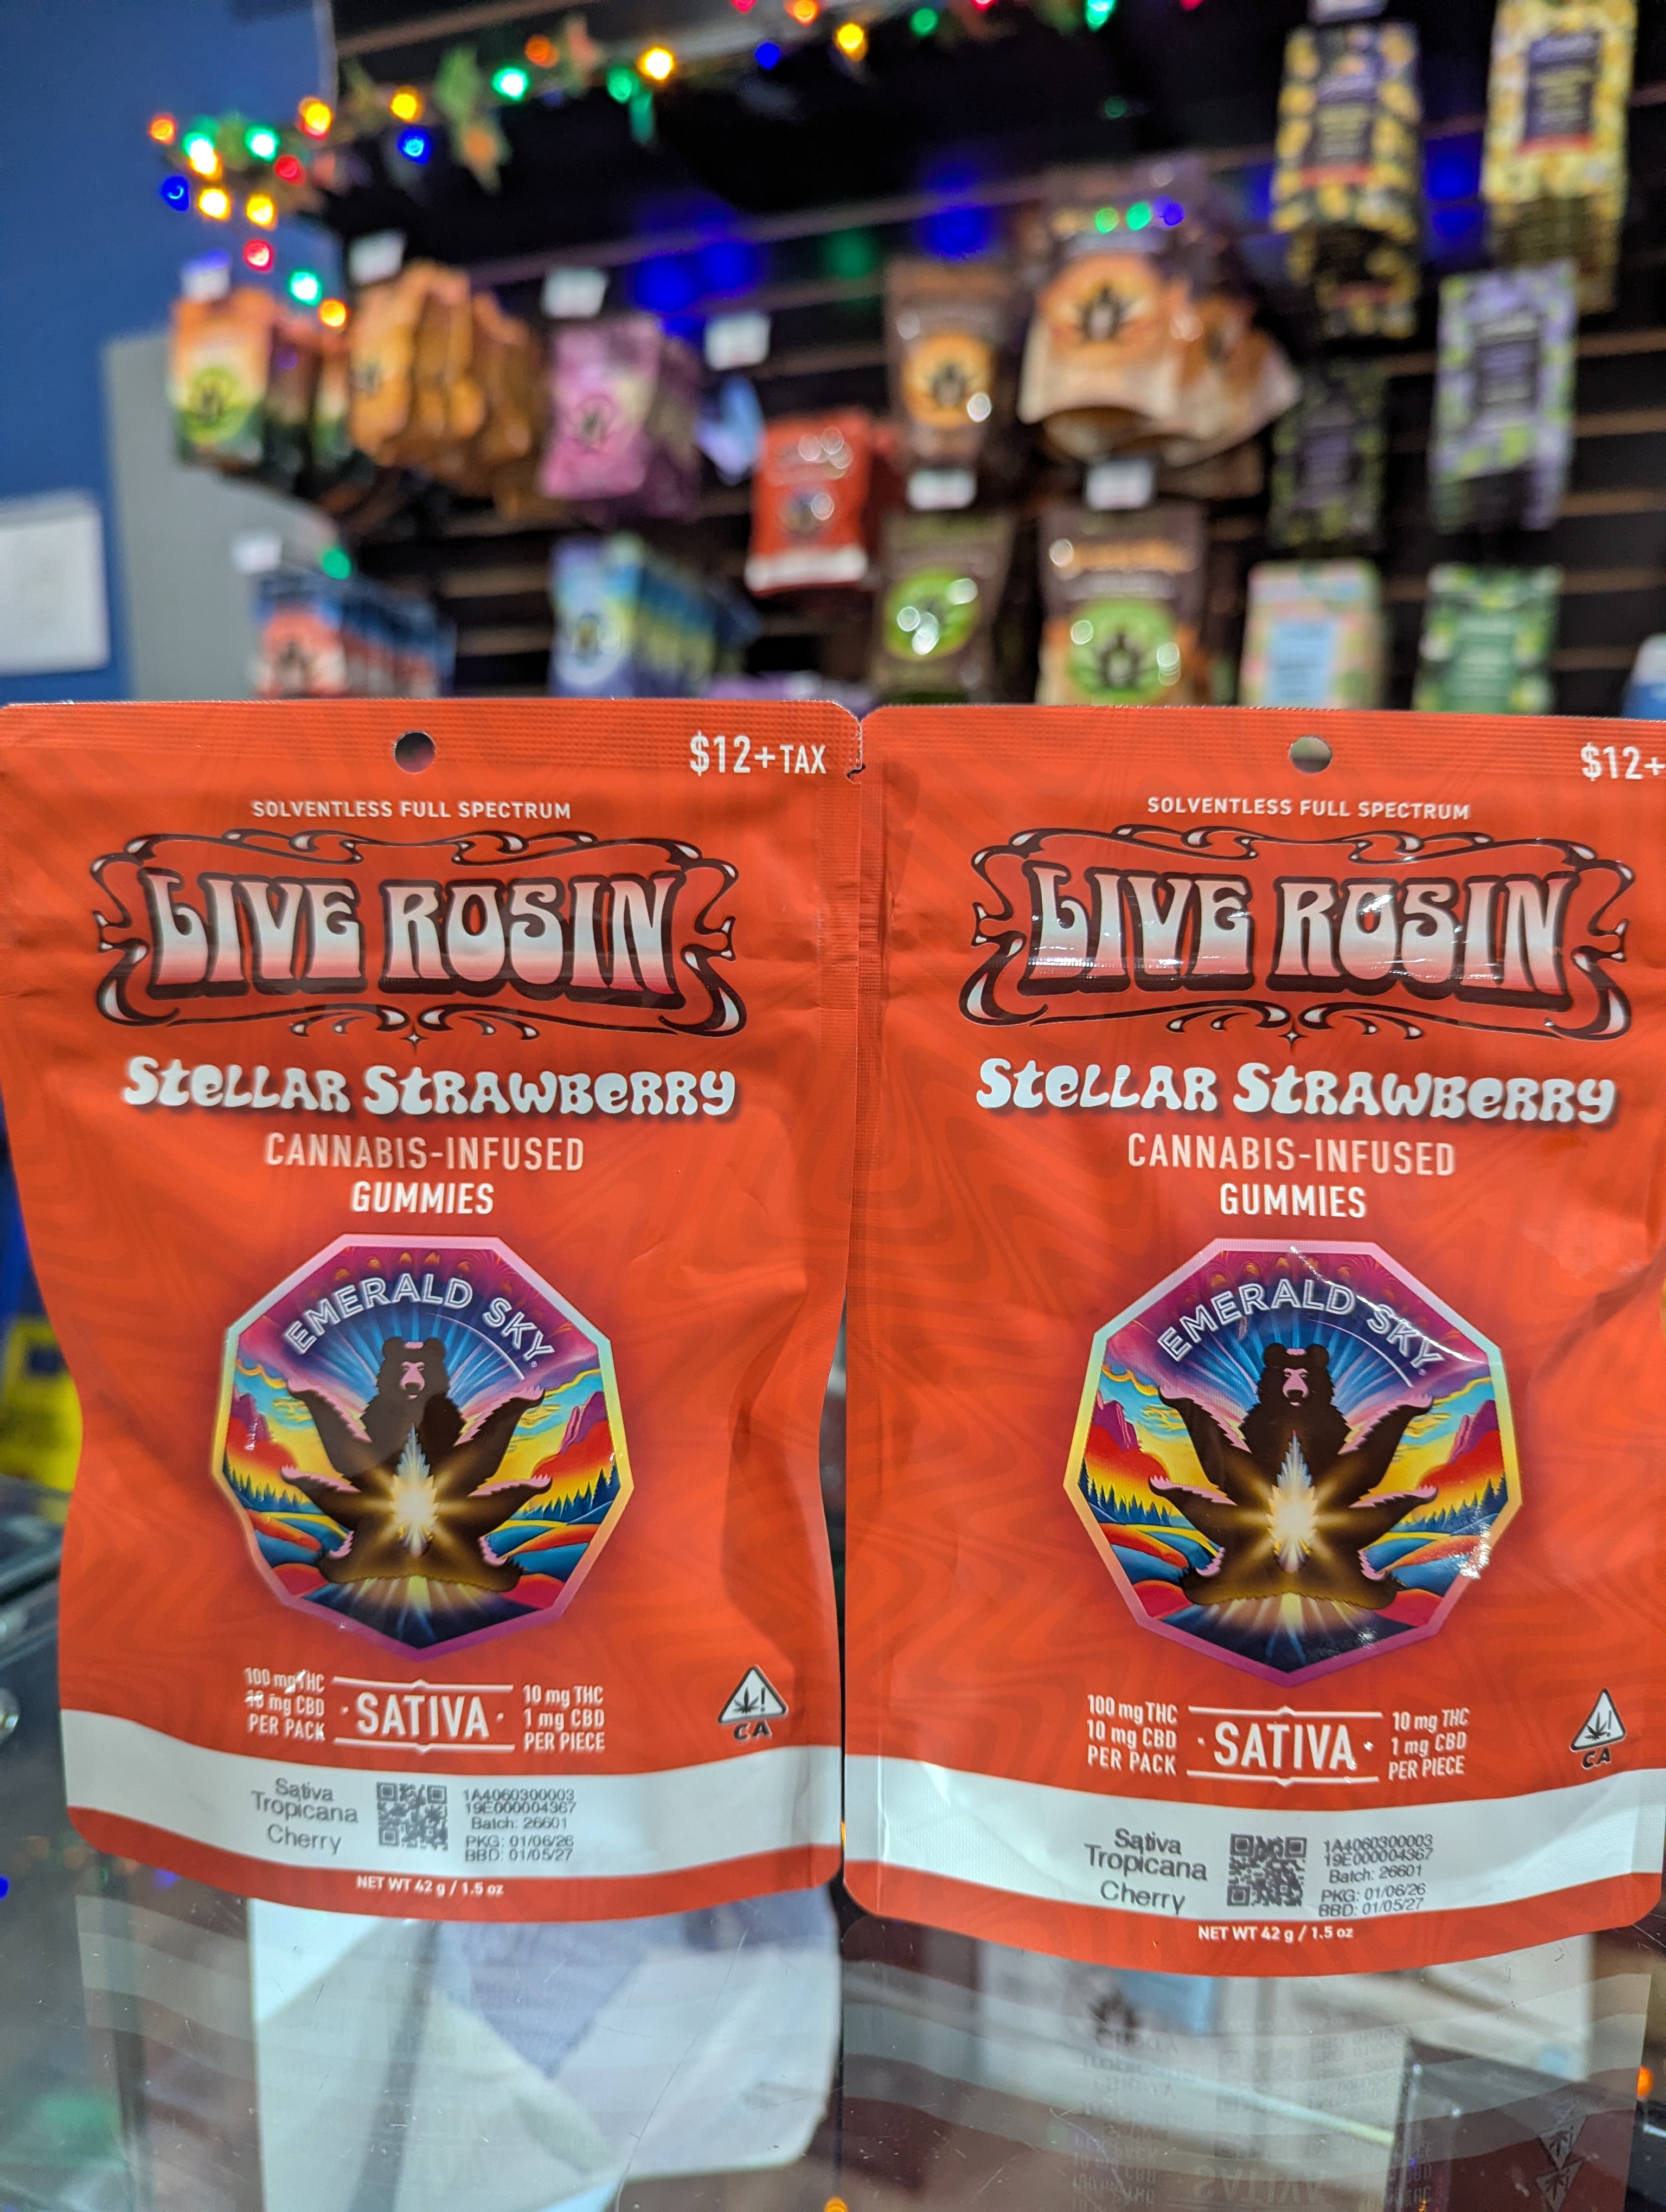 $12+TAX
SOLVENTLESS FULL SPECTRUM
LIVE ROSIN
STELLAR STRAWBERRY
CANNABIS-INFUSED
GUMMIES
EMERALD SKY
100 mg THC
10 mg CBD
PER PACK
· SATIVA ·
10 mg THC
1 mg CBD
PER PIECE
CA
Sativa
Tropicana
Cherry
1A4060300003
19E000004367
Batch: 26601
PKG: 01/06/26
BBD: 01/05/27
NET WT 42 g / 1.5 oz
$12+
SOLVENTLESS FULL SPECTRUM
LIVE ROSIN
STELLAR STRAWBERRY
CANNABIS-INFUSED
GUMMIES
EMERALD SKY
100 mg THC
10 mg CBD
PER PACK
· SATIVA ·
10 mg THC
1 mg CBD
PER PIECE
CA
Sativa
Tropicana
Cherry
1A4060300003
19E000004367
Batch: 26601
PKG: 01/06/26
BBD: 01/05/27
NET WT 42 g / 1.5 oz